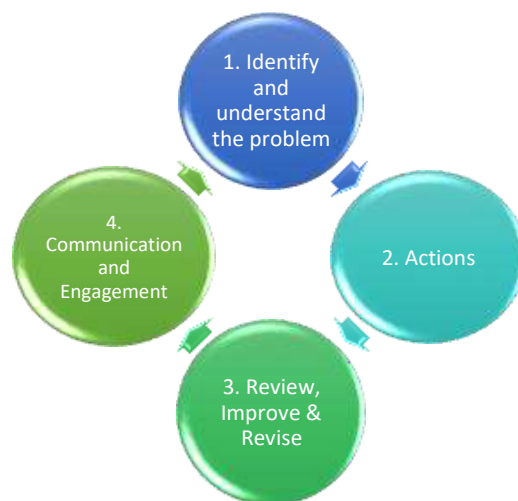 1. Identify
and
understand
the problem
2. Actions
3. Review,
Improve &
Revise
4.
Communication
and
Engagement